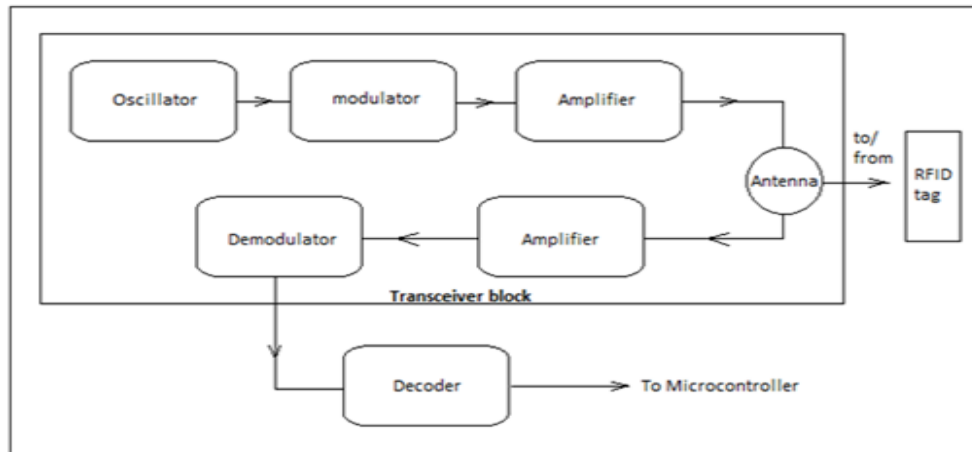 Oscillator
modulator
Amplifier
to/
from
RFID
tag
Antenna
Demodulator
Amplifier
Transceiver block
Decoder
To Microcontroller